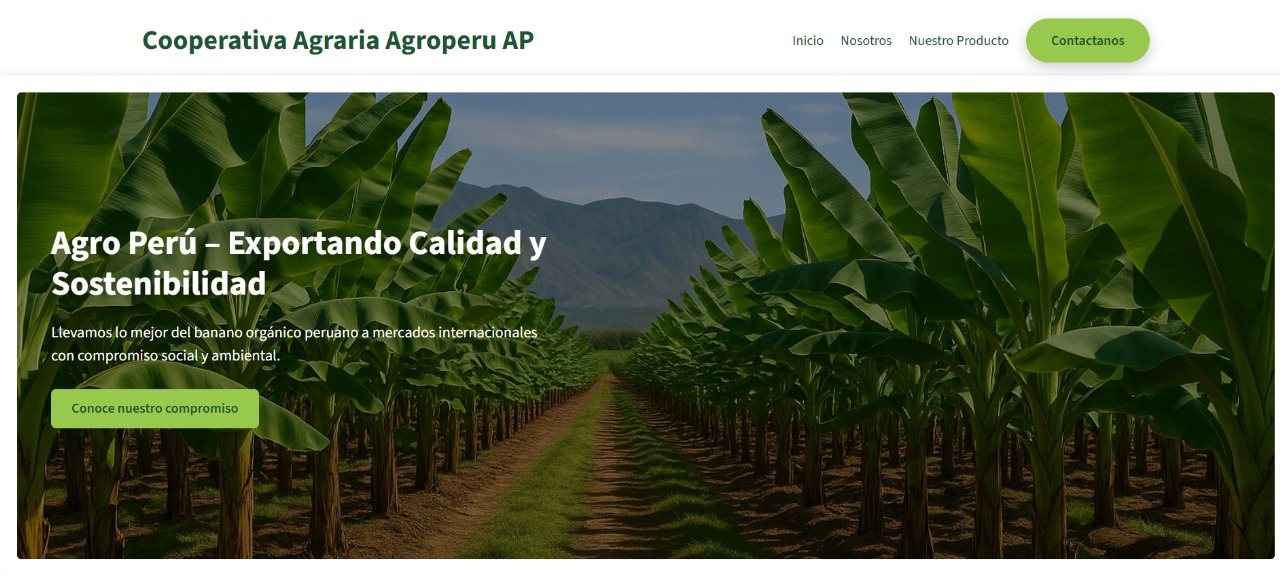 Cooperativa Agraria Agroperu AP
Inicio
Nosotros
Nuestro Producto
Contactanos
Agro Perú – Exportando Calidad y
Sostenibilidad
Llevamos lo mejor del banano orgánico peruano a mercados internacionales
con compromiso social y ambiental.
Conoce nuestro compromiso